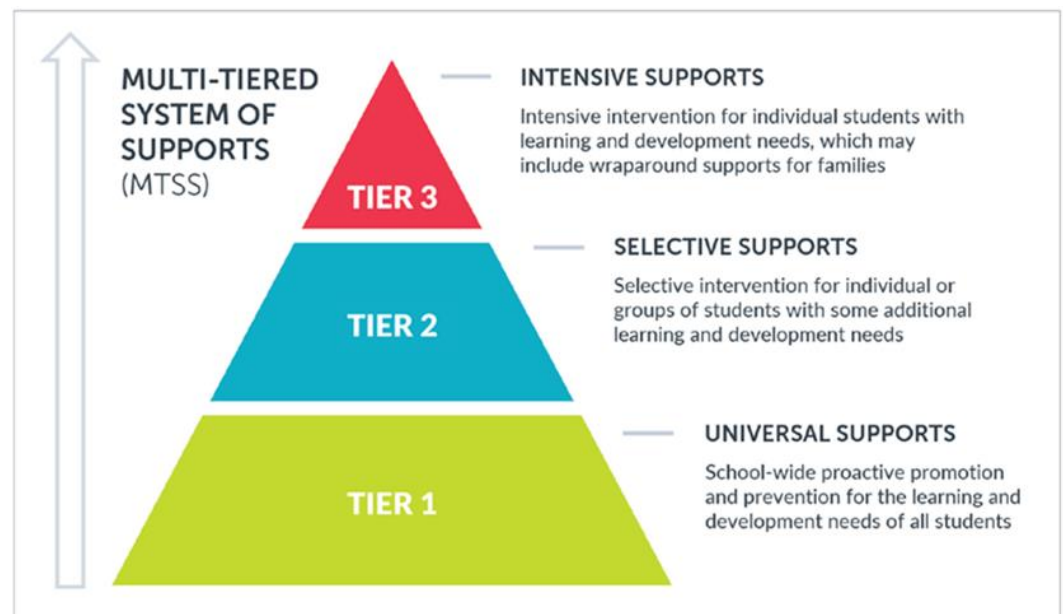 MULTI-TIERED
SYSTEM OF
SUPPORTS
(MTSS)
TIER 3
INTENSIVE SUPPORTS
Intensive intervention for individual students with
learning and development needs, which may
include wraparound supports for families
TIER 2
SELECTIVE SUPPORTS
Selective intervention for individual or
groups of students with some additional
learning and development needs
TIER 1
UNIVERSAL SUPPORTS
School-wide proactive promotion
and prevention for the learning and
development needs of all students